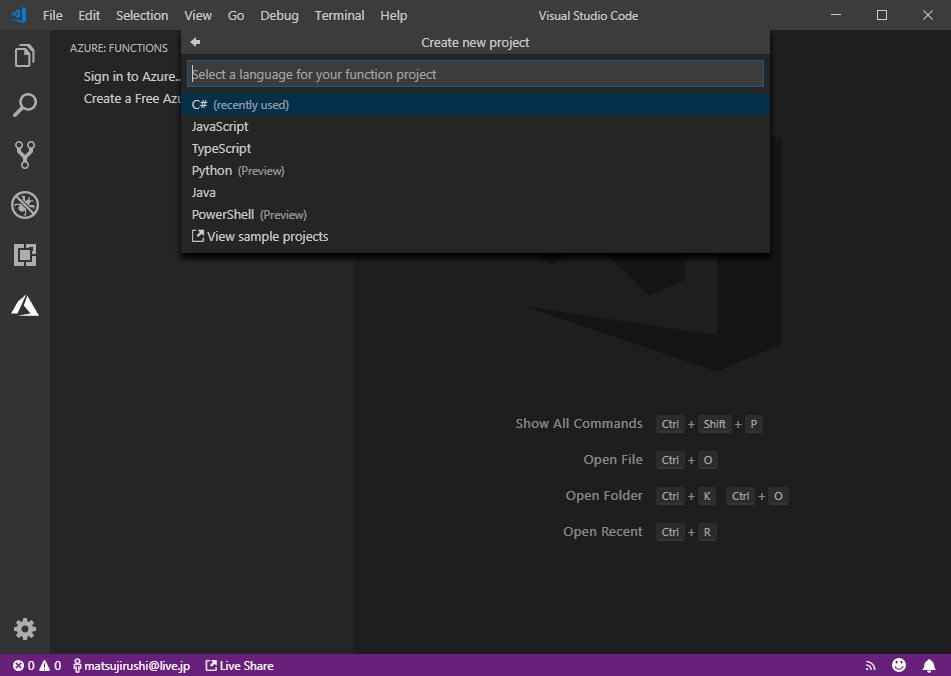 File Edit Selection View Go Debug Terminal Help Visual Studio Code
AZURE: FUNCTIONS
Sign in to Azure..
Create a Free Azu
Create new project
Select a language for your function project
C# (recently used)
JavaScript
TypeScript
Python (Preview)
Java
PowerShell (Preview)
View sample projects
Show All Commands Ctrl + Shift + P
Open File Ctrl + O
Open Folder Ctrl + K Ctrl + O
Open Recent Ctrl + R
0 0 matsujirushi@live.jp Live Share